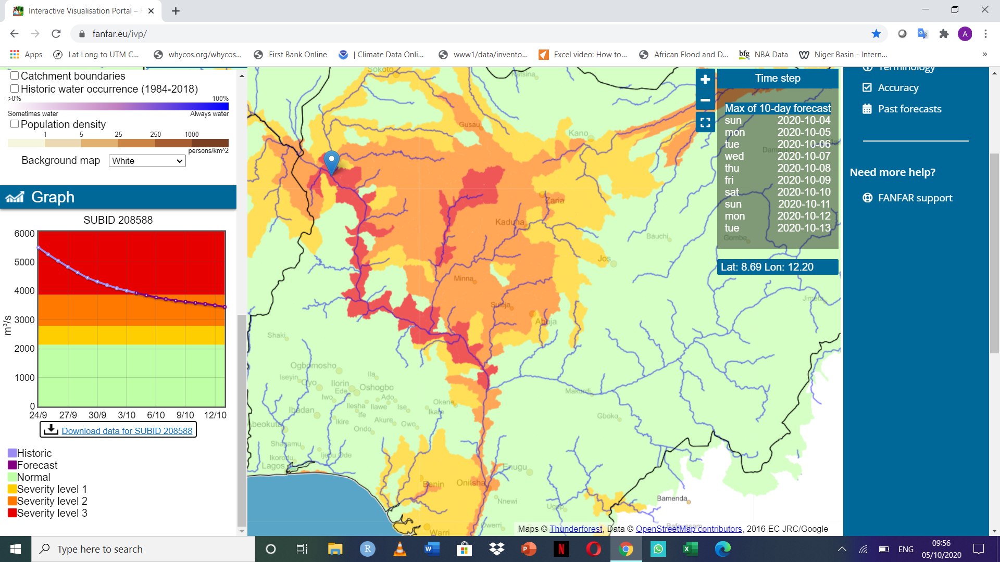 Interactive Visualisation Portal – F
fanfar.eu/ivp/
A
Apps
Lat Long to UTM C...
whycos.org/whycos...
First Bank Online
| Climate Data Onli...
www1/data/invento...
Excel video: How to...
African Flood and D...
bfg NBA Data
Niger Basin - Intern...
»
Catchment boundaries
Historic water occurrence (1984-2018)
>0% 100%
Sometimes water Always water
Population density
1 5 25 250 1000
persons/km^2
Background map White
Graph
SUBID 208588
6000
5000
4000
3000
2000
1000
0
m³/s
24/9 27/9 30/9 3/10 6/10 9/10 12/10
Download data for SUBID 208588
Historic
Forecast
Normal
Severity level 1
Severity level 2
Severity level 3
Sokoto
Katsina
Gusau
Kano
Zaria
Kaduna
Bauchi
Gombe
Jos
Minna
Suleja
Abuja
Jimeta
Shaki
Ogbomosho
Iseyin
Oyo
Ila
Ilorin
Ede
Oshogbo
Iwo
Ado
Ilesha
Ilawe
Ise
Okene
Ibadan
Ife
Ikare
Ikire
Akure
Owo
Abeokuta
Ondo
Makurdi
Gboko
Shagamu
Ikorodu
Ijebu Ode
Lagos
Enugu
Benin
Onitsha
Nnewi
Ugep
Bamenda
Owerri
Warri
Bafoussam
+
−
Time step
Max of 10-day forecast
sun 2020-10-04
mon 2020-10-05
tue 2020-10-06
wed 2020-10-07
thu 2020-10-08
fri 2020-10-09
sat 2020-10-10
sun 2020-10-11
mon 2020-10-12
tue 2020-10-13
Lat: 8.69 Lon: 12.20
Maps © Thunderforest, Data © OpenStreetMap contributors, 2016 EC JRC/Google
Terminology
Accuracy
Past forecasts
Need more help?
FANFAR support
Type here to search
ENG
09:56
05/10/2020